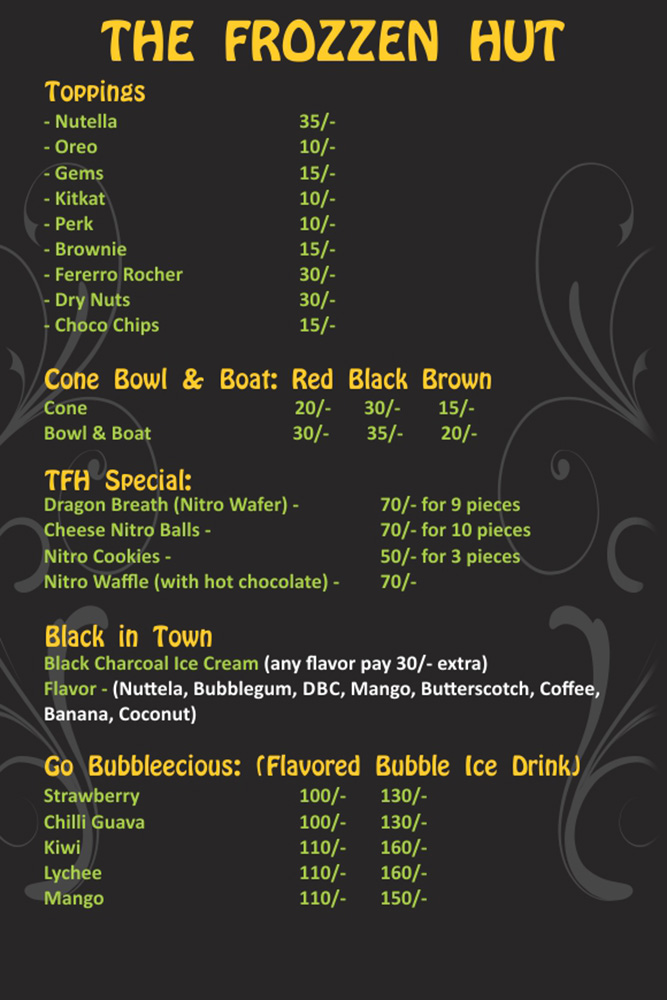 THE FROZZEN HUT
Toppings
- Nutella 35/-
- Oreo 10/-
- Gems 15/-
- Kitkat 10/-
- Perk 10/-
- Brownie 15/-
- Fererro Rocher 30/-
- Dry Nuts 30/-
- Choco Chips 15/-
Cone Bowl & Boat: Red Black Brown
Cone 20/- 30/- 15/-
Bowl & Boat 30/- 35/- 20/-
TFH Special:
Dragon Breath (Nitro Wafer) - 70/- for 9 pieces
Cheese Nitro Balls - 70/- for 10 pieces
Nitro Cookies - 50/- for 3 pieces
Nitro Waffle (with hot chocolate) - 70/-
Black in Town
Black Charcoal Ice Cream (any flavor pay 30/- extra)
Flavor - (Nuttela, Bubblegum, DBC, Mango, Butterscotch, Coffee,
Banana, Coconut)
Go Bubbleecious: (Flavored Bubble Ice Drink)
Strawberry 100/- 130/-
Chilli Guava 100/- 130/-
Kiwi 110/- 160/-
Lychee 110/- 160/-
Mango 110/- 150/-